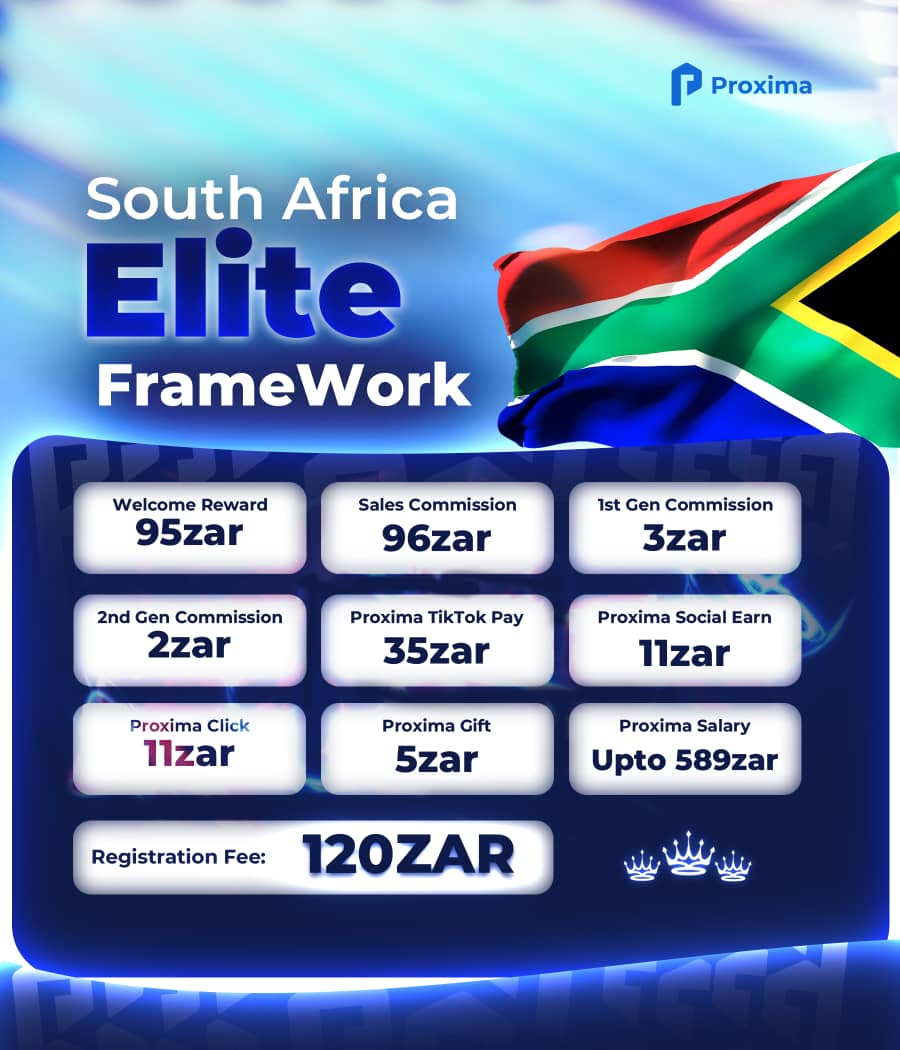 Proxima
South Africa
Elite
FrameWork
Welcome Reward
95zar
Sales Commission
96zar
1st Gen Commission
3zar
2nd Gen Commission
2zar
Proxima TikTok Pay
35zar
Proxima Social Earn
11zar
Proxima Click
11zar
Proxima Gift
5zar
Proxima Salary
Upto 589zar
Registration Fee: 120ZAR